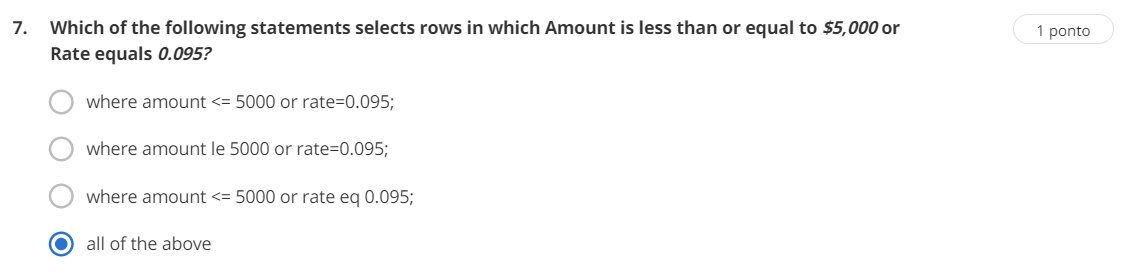 7. Which of the following statements selects rows in which Amount is less than or equal to $5,000 or
Rate equals 0.095?
1 ponto
where amount <= 5000 or rate=0.095;
where amount le 5000 or rate=0.095;
where amount <= 5000 or rate eq 0.095;
all of the above